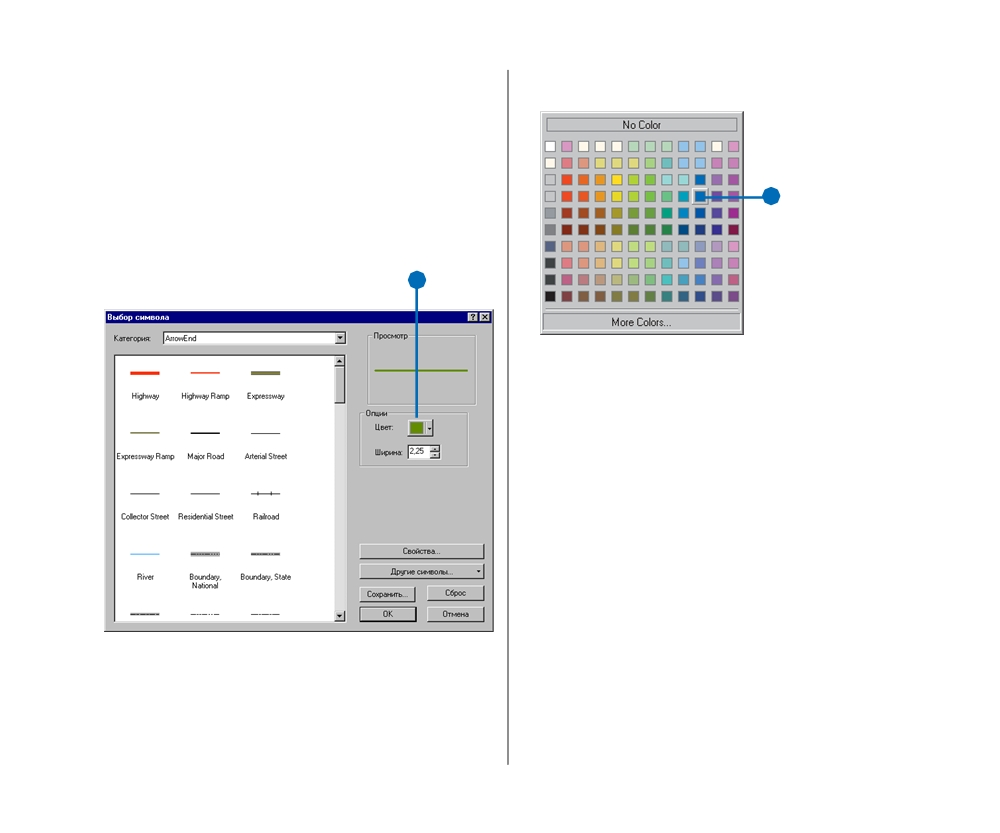 Выбор символа
Категория: ArrowEnd
Highway Highway Ramp Expressway
Expressway Ramp Major Road Arterial Street
Collector Street Residential Street Railroad
River Boundary, National Boundary, State
Просмотр
Опции
Цвет:
Ширина: 2,25
Свойства...
Другие символы...
Сохранить... Сброс
OK Отмена
No Color
More Colors...